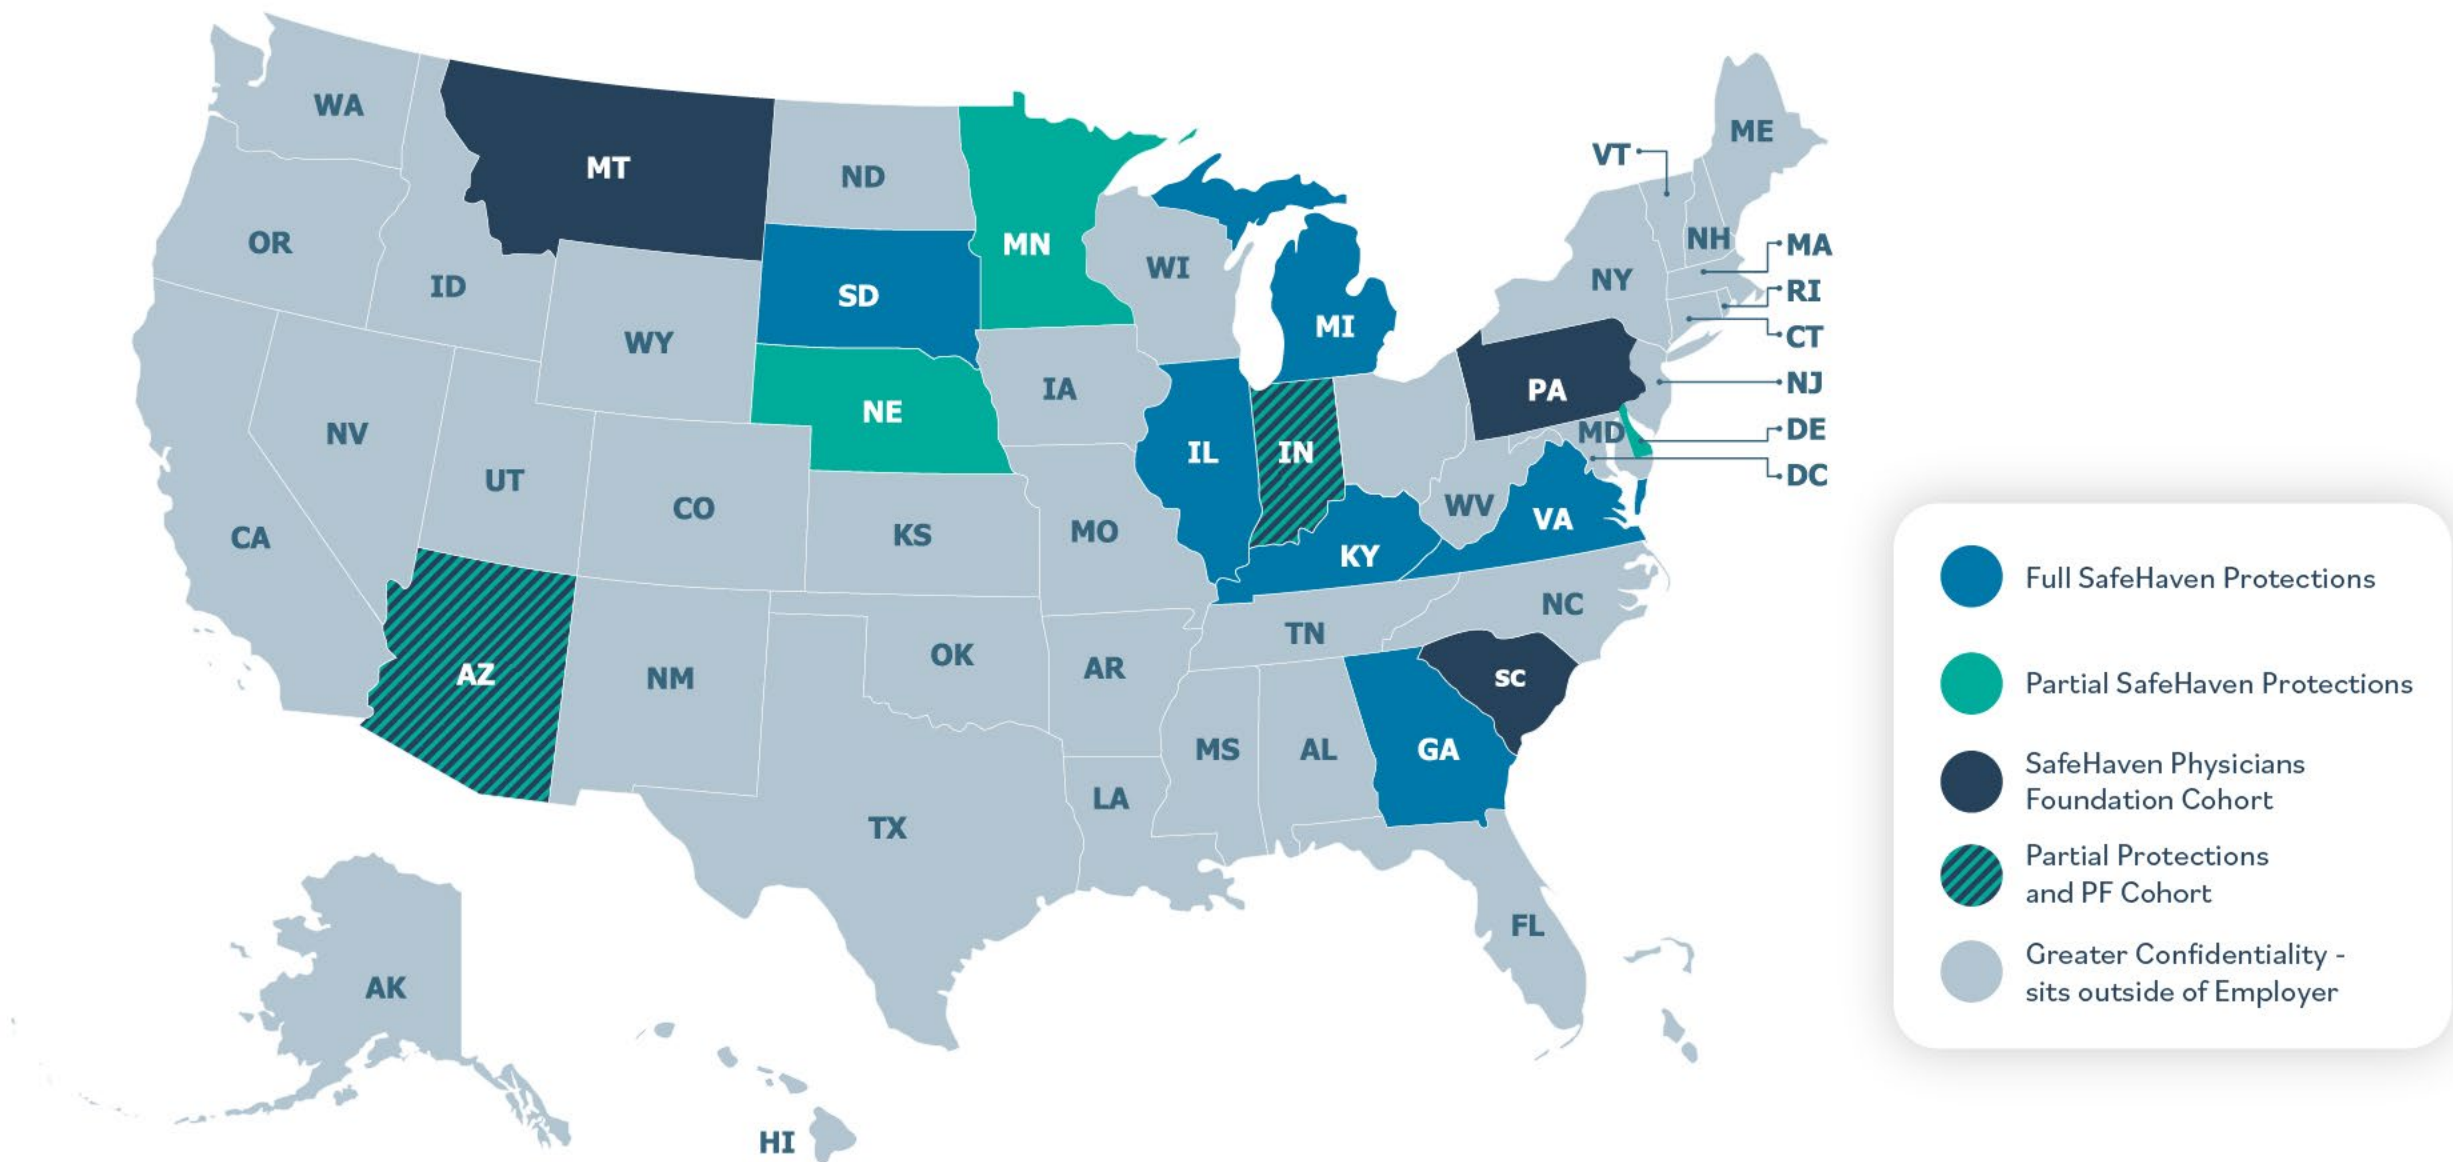 WA
MT
ND
MN
VT
ME
OR
ID
SD
WI
NH
MA
NY
RI
WY
MI
CT
IA
NJ
PA
NE
NV
IL
IN
MD
DE
UT
CO
DC
CA
KS
MO
WV
VA
KY
AZ
NM
OK
AR
TN
NC
SC
MS
AL
GA
TX
LA
FL
AK
HI
Full SafeHaven Protections
Partial SafeHaven Protections
SafeHaven Physicians
Foundation Cohort
Partial Protections
and PF Cohort
Greater Confidentiality -
sits outside of Employer